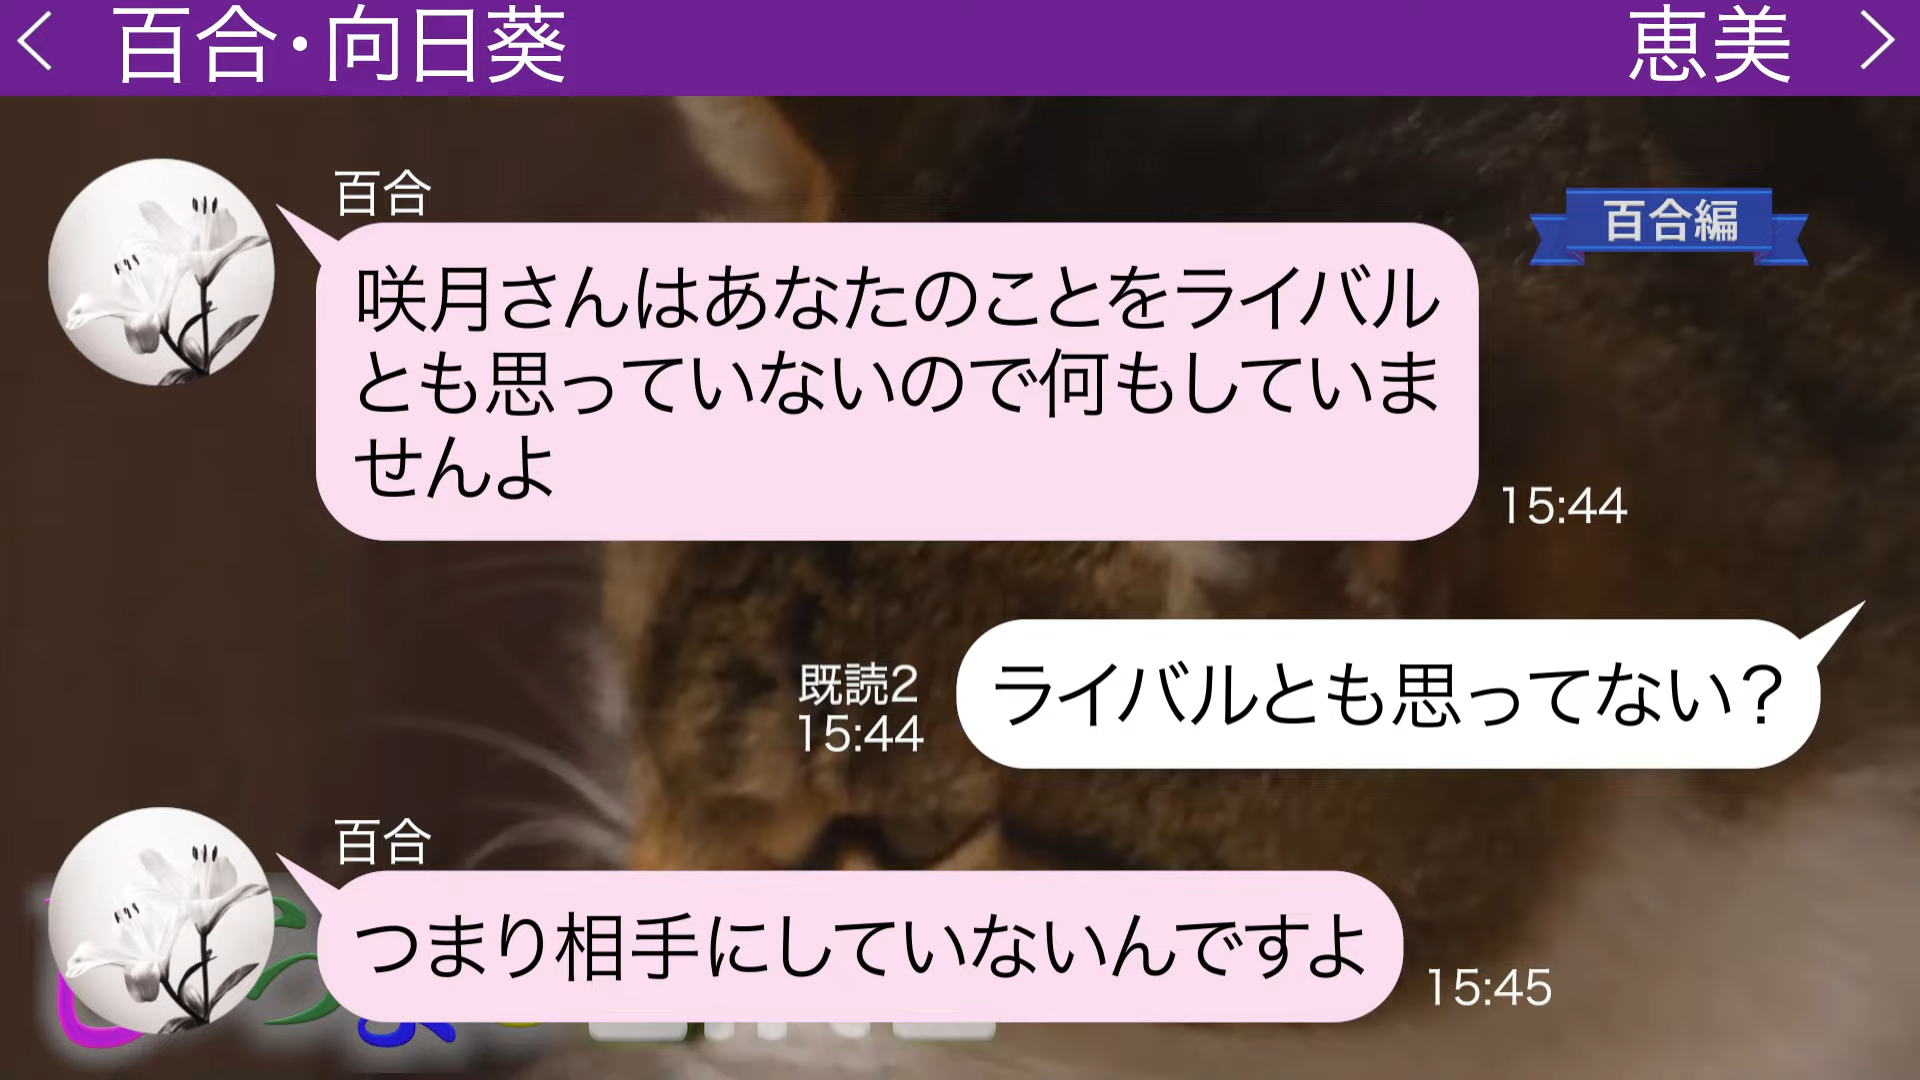 百合・向日葵
恵美
百合
百合編
咲月さんはあなたのことをライバル
とも思っていないので何もしていま
せんよ
15:44
ライバルとも思ってない？
既読2
15:44
百合
つまり相手にしていないんですよ
15:45